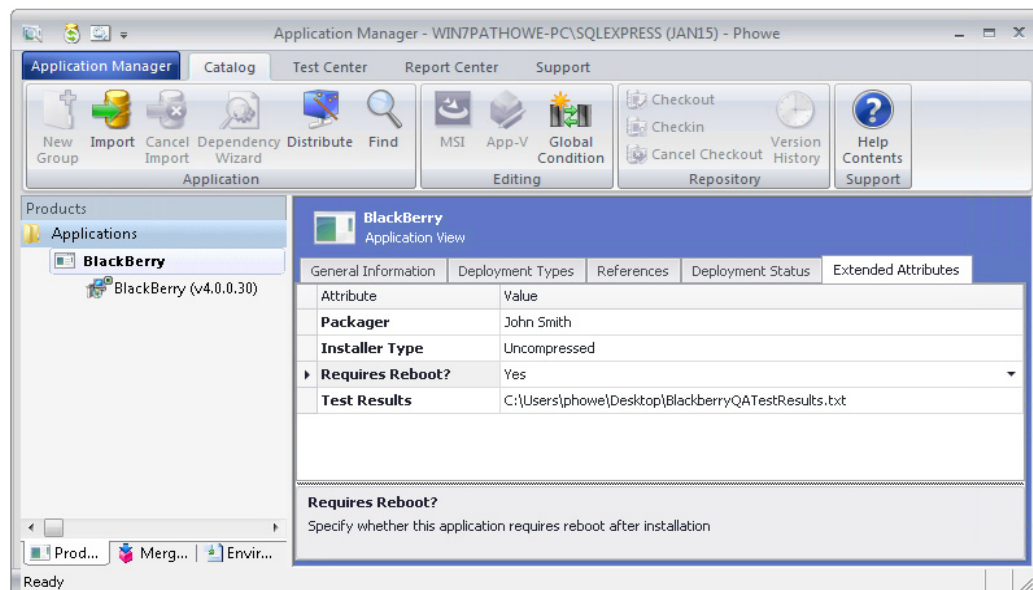 Application Manager - WIN7PATHOWE-PC\SQLEXPRESS (JAN15) - Phowe
Application Manager Catalog Test Center Report Center Support
New Group Import Cancel Import Dependency Wizard Distribute Find
Application
MSI App-V Global Condition
Editing
Checkout
Checkin
Cancel Checkout
Version History
Repository
Help Contents
Support
Products
Applications
BlackBerry
BlackBerry (v4.0.0.30)
Prod... Merg... Envir...
BlackBerry
Application View
General Information Deployment Types References Deployment Status Extended Attributes
Attribute Value
Packager John Smith
Installer Type Uncompressed
Requires Reboot? Yes
Test Results C:\Users\phowe\Desktop\BlackberryQATestResults.txt
Requires Reboot?
Specify whether this application requires reboot after installation
Ready